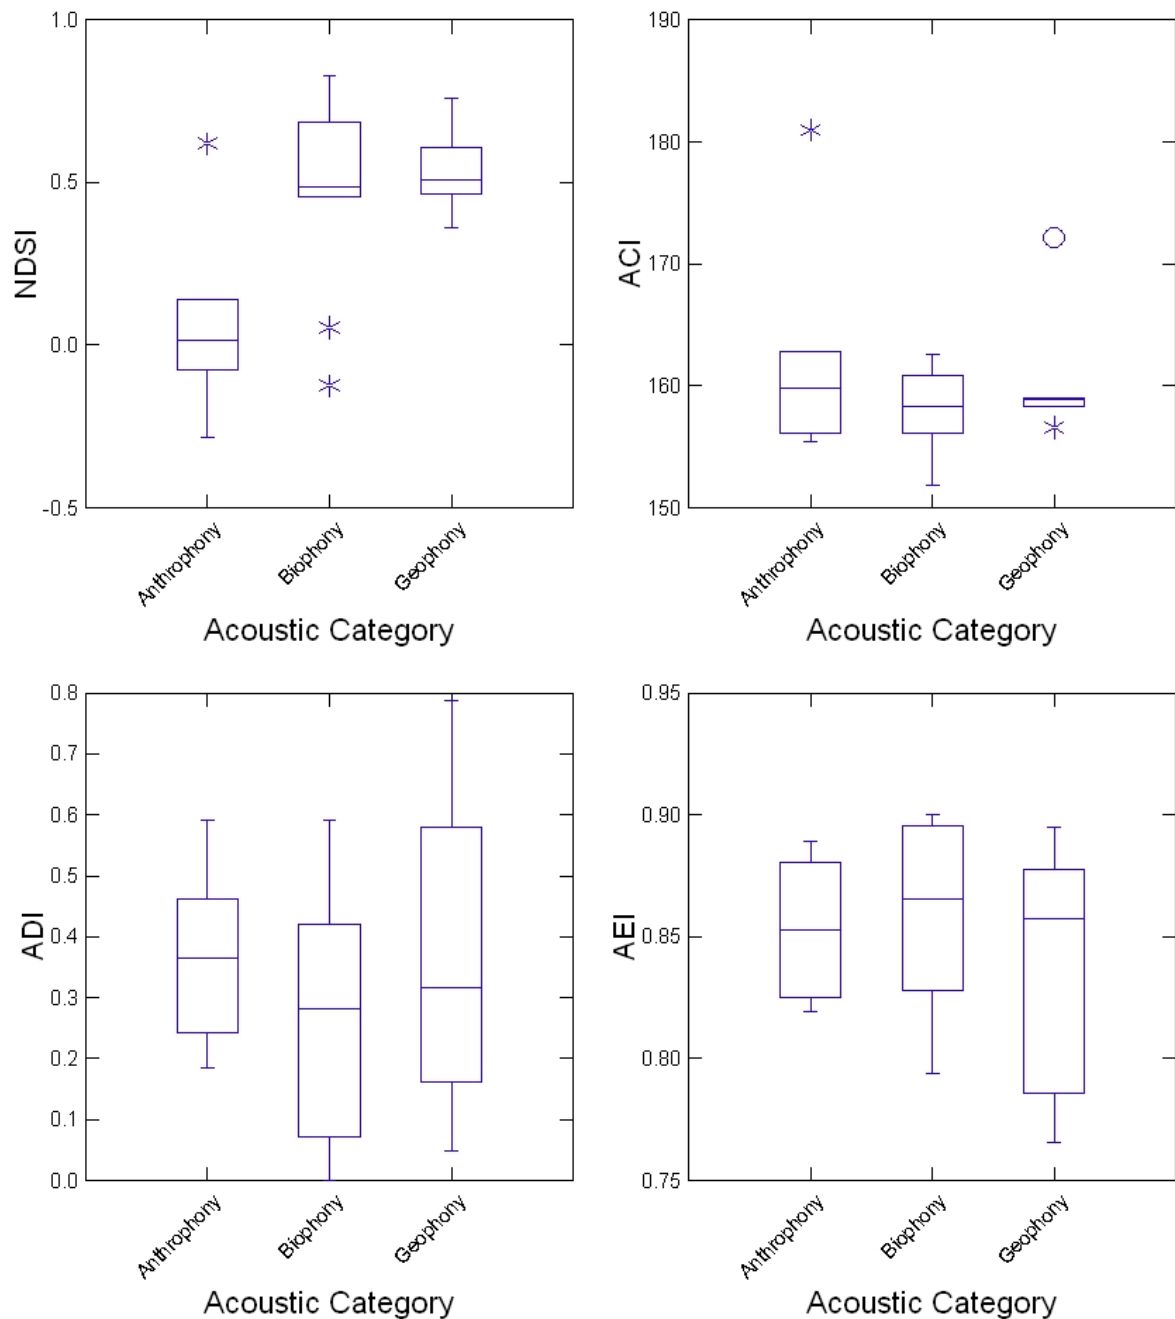 1.0
0.5
0.0
-0.5
NDSI
Anthrophony
Biophony
Geophony
Acoustic Category
190
180
170
160
150
ACI
Anthrophony
Biophony
Geophony
Acoustic Category
0.8
0.7
0.6
0.5
0.4
0.3
0.2
0.1
0.0
ADI
Anthrophony
Biophony
Geophony
Acoustic Category
0.95
0.90
0.85
0.80
0.75
AEI
Anthrophony
Biophony
Geophony
Acoustic Category